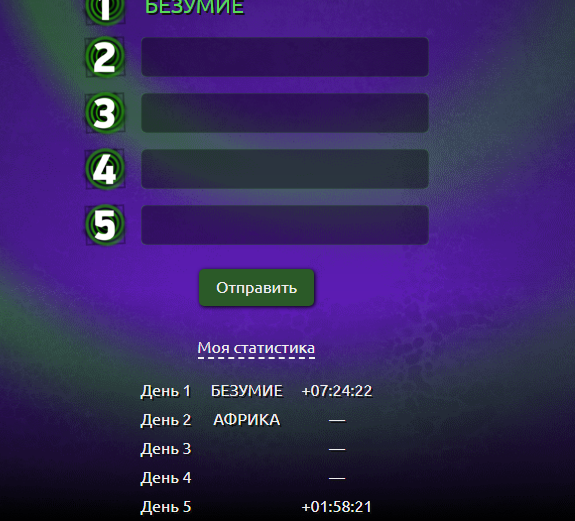 1 БЕЗУМИЕ
2
3
4
5
Отправить
Моя статистика
День 1 БЕЗУМИЕ +07:24:22
День 2 АФРИКА —
День 3 —
День 4 —
День 5 +01:58:21